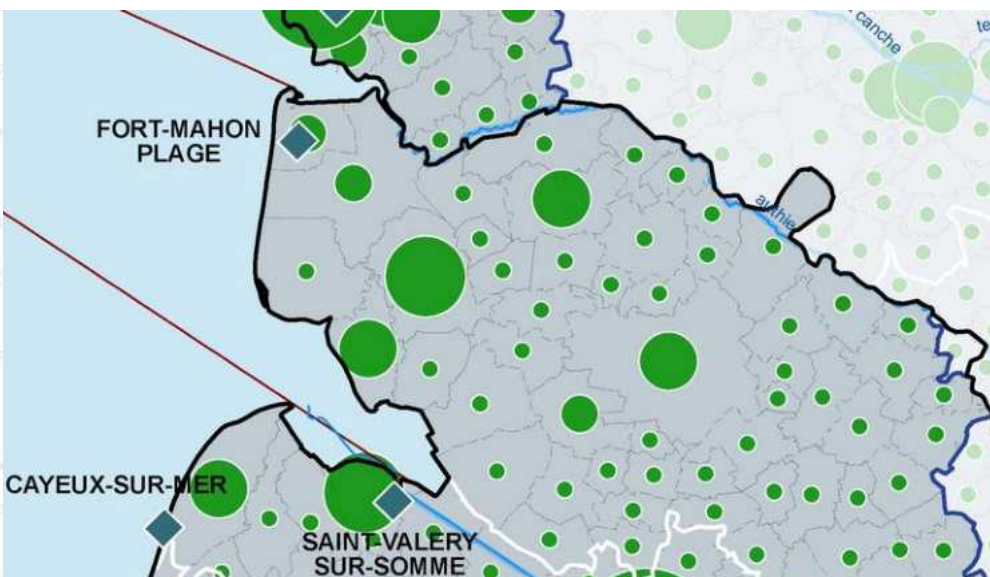 canche
FORT-MAHON
PLAGE
authie
CAYEUX-SUR-MER
SAINT-VALERY
SUR-SOMME